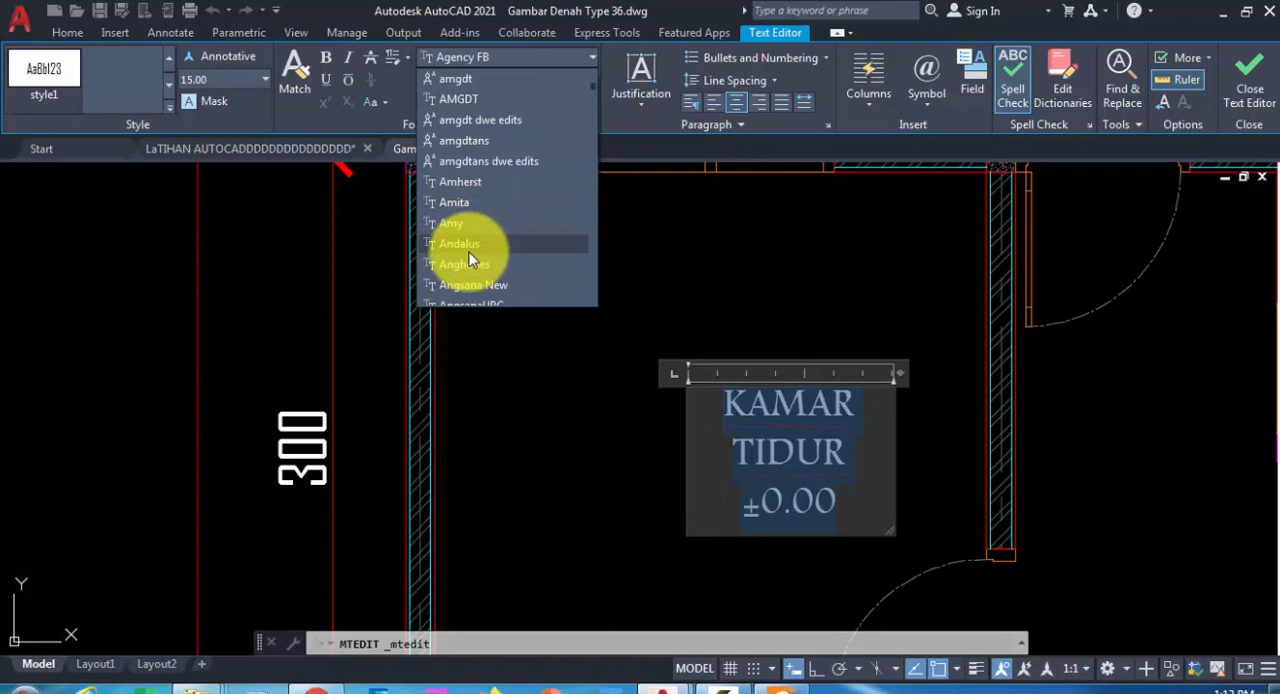 Autodesk AutoCAD 2021 Gambar Denah Type 36.dwg
Type a keyword or phrase
Sign In
Home Insert Annotate Parametric View Manage Output Add-ins Collaborate Express Tools Featured Apps Text Editor
AaBb123
style1
Annotative
15.00
Mask
Style
Match
B I A
U O
Aa
Agency FB
amgdt
AMGDT
amgdt dwe edits
amgdtans
amgdtans dwe edits
Amherst
Amita
Amy
Andalus
Angsana New
AngsanaUPC
Justification
Bullets and Numbering
Line Spacing
Paragraph
Columns
Symbol
Field
Insert
ABC
Spell
Check
Edit
Dictionaries
Spell Check
Find &
Replace
Tools
More
Ruler
Options
Close
Text Editor
Close
Start LaTIHAN AUTOCADDDDDDDDDDDDDDD*
300
KAMAR
TIDUR
±0.00
Y
X
MTEDIT _mtedit
Model Layout1 Layout2 +
MODEL 1:1